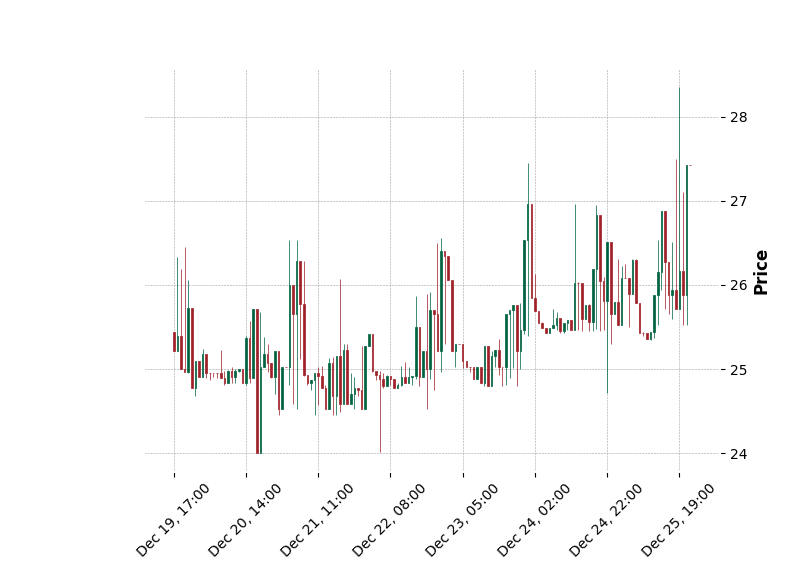 28
27
26
25
24
Price
Dec 19, 17:00
Dec 20, 14:00
Dec 21, 11:00
Dec 22, 08:00
Dec 23, 05:00
Dec 24, 02:00
Dec 24, 22:00
Dec 25, 19:00